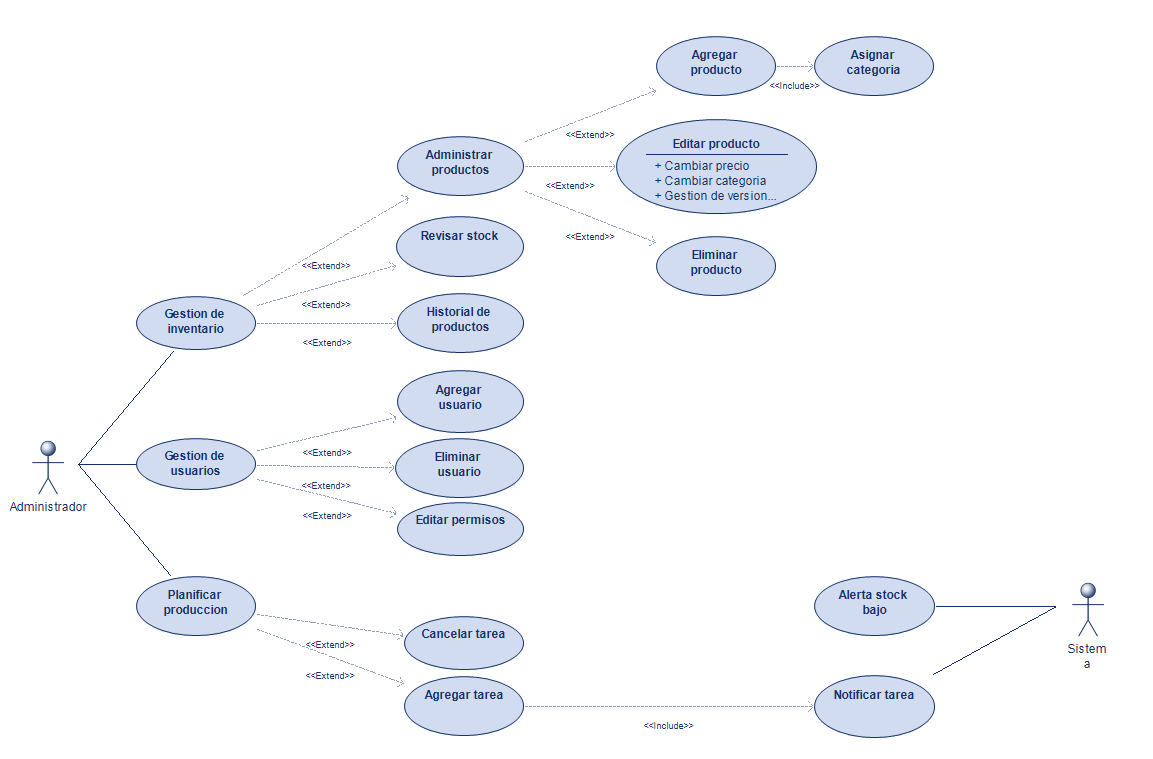 Agregar
producto
Asignar
categoria
<<Include>>
<<Extend>>
Administrar
productos
Editar producto
+ Cambiar precio
+ Cambiar categoria
+ Gestion de version...
<<Extend>>
<<Extend>>
Eliminar
producto
Revisar stock
<<Extend>>
<<Extend>>
Gestion de
inventario
Historial de
productos
<<Extend>>
Agregar
usuario
Gestion de
usuarios
<<Extend>>
Eliminar
usuario
<<Extend>>
<<Extend>>
Editar permisos
Administrador
Planificar
produccion
Cancelar tarea
<<Extend>>
<<Extend>>
Agregar tarea
<<Include>>
Alerta stock
bajo
Sistem
a
Notificar tarea